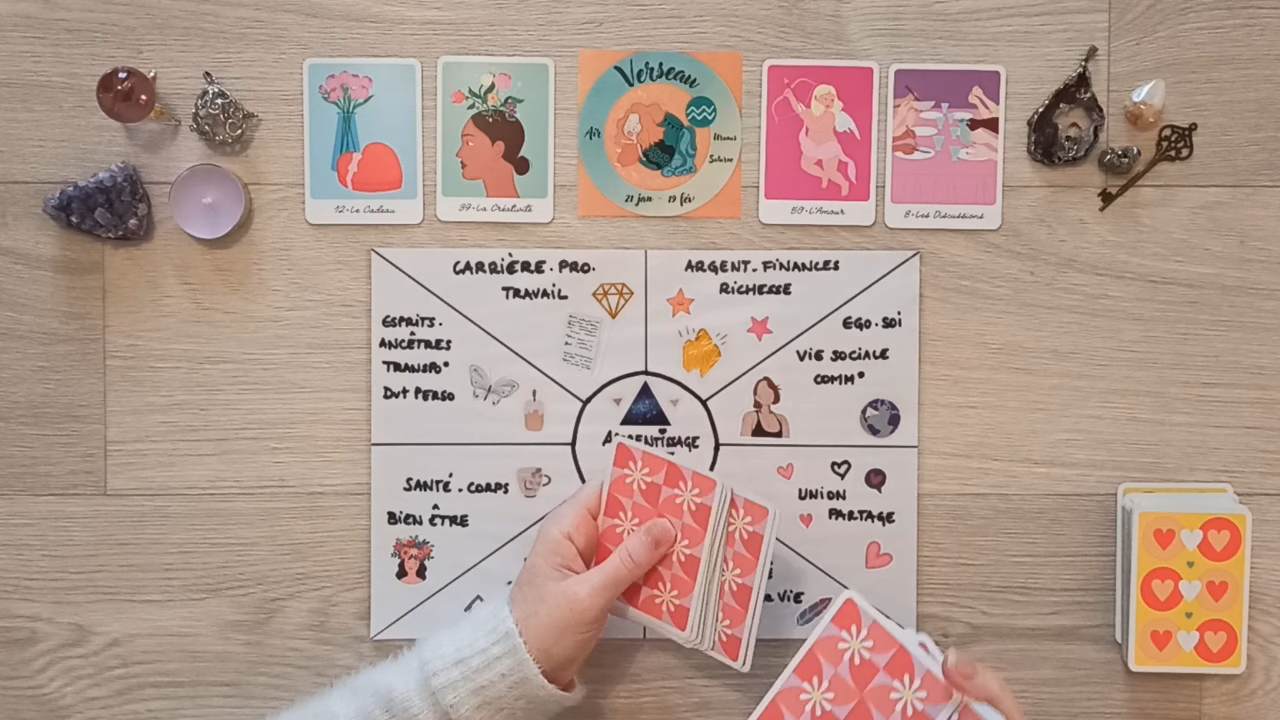 Verseau
Air
Uranus
Saturne
21 jan - 19 fév
12 • Le Cadeau
39 • La Créativité
59 • L'Amour
8 • Les Discussions
CARRIÈRE. PRO.
TRAVAIL
ARGENT. FINANCES
RICHESSE
ESPRITS.
ANCÊTRES
TRANSFO°
DVT PERSO
EGO. SOI
VIE SOCIALE
COMM°
APPRENTISSAGE
SANTÉ. CORPS
BIEN ÊTRE
UNION
PARTAGE
VIE